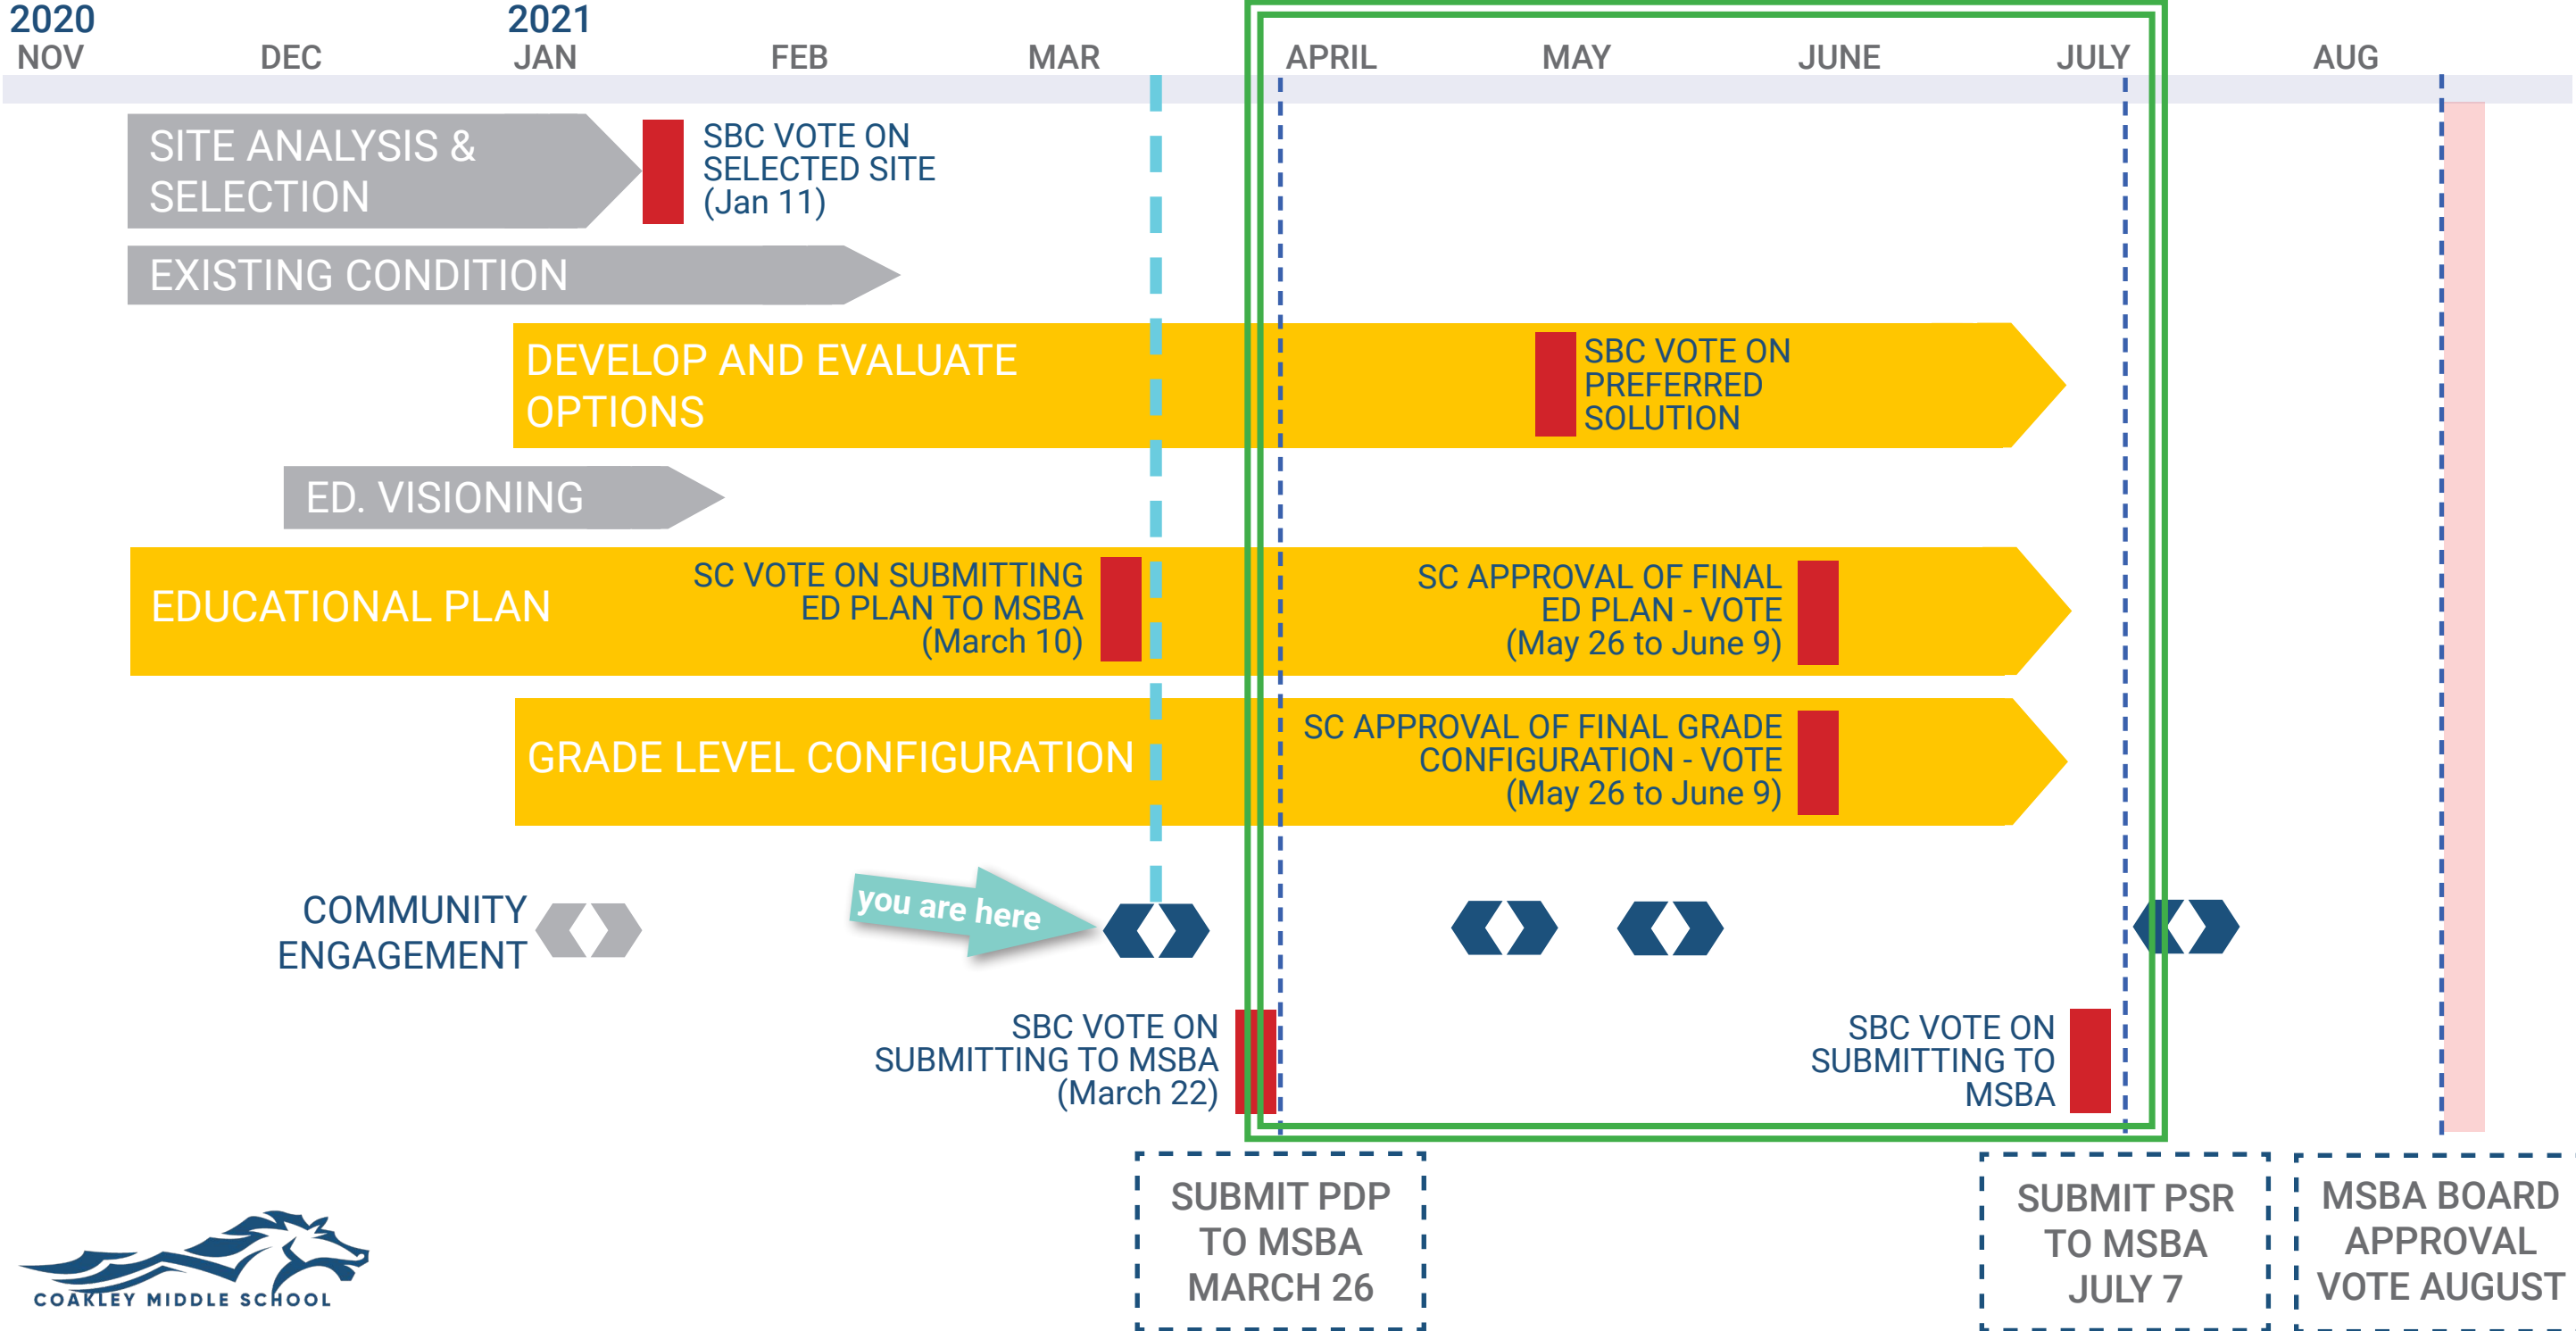 2020
2021
NOV
DEC
JAN
FEB
MAR
APRIL
MAY
JUNE
JULY
AUG
SITE ANALYSIS &
SELECTION
SBC VOTE ON
SELECTED SITE
(Jan 11)
EXISTING CONDITION
DEVELOP AND EVALUATE
OPTIONS
SBC VOTE ON
PREFERRED
SOLUTION
ED. VISIONING
EDUCATIONAL PLAN
SC VOTE ON SUBMITTING
ED PLAN TO MSBA
(March 10)
SC APPROVAL OF FINAL
ED PLAN - VOTE
(May 26 to June 9)
GRADE LEVEL CONFIGURATION
SC APPROVAL OF FINAL GRADE
CONFIGURATION - VOTE
(May 26 to June 9)
COMMUNITY
ENGAGEMENT
you are here
SBC VOTE ON
SUBMITTING TO MSBA
(March 22)
SBC VOTE ON
SUBMITTING TO
MSBA
SUBMIT PDP
TO MSBA
MARCH 26
SUBMIT PSR
TO MSBA
JULY 7
MSBA BOARD
APPROVAL
VOTE AUGUST
COAKLEY MIDDLE SCHOOL